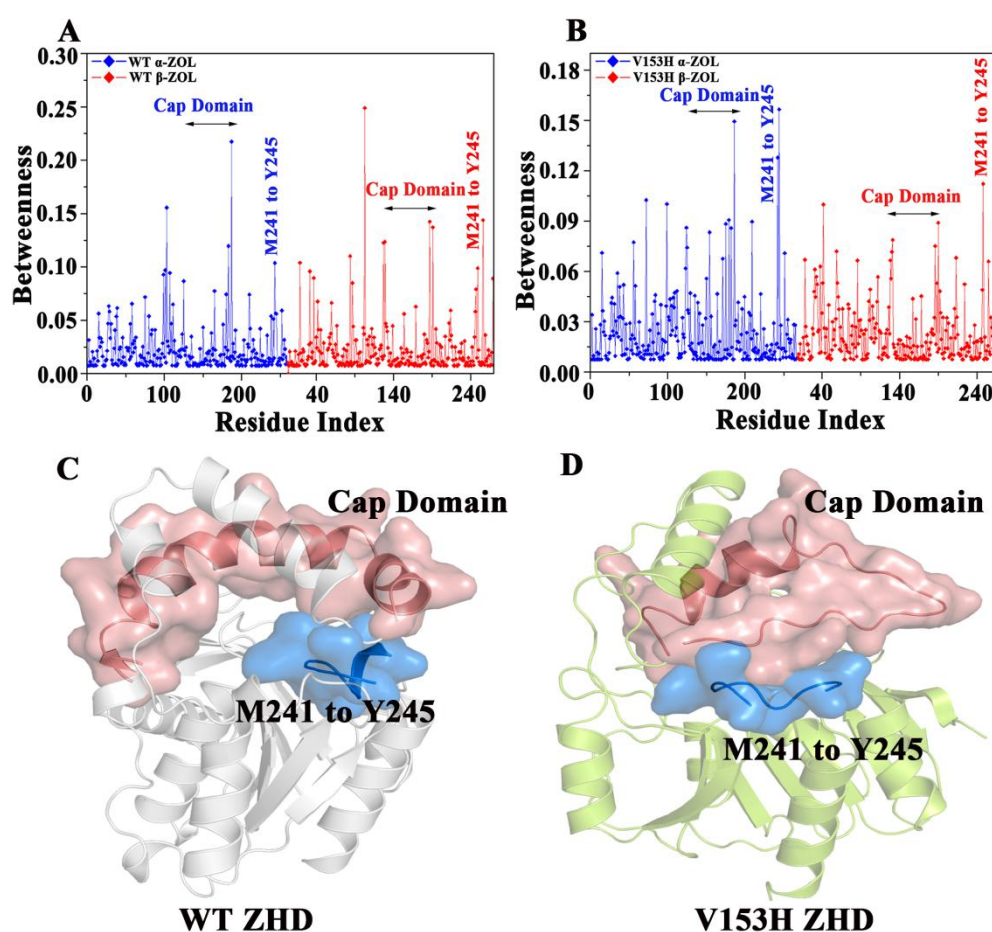 A
0.30
0.25
0.20
0.15
0.10
0.05
0.00
Betweenness
WT α-ZOL
WT β-ZOL
Cap Domain
M241 to Y245
Cap Domain
M241 to Y245
0 100 200 40 140 240
Residue Index
B
0.18
0.15
0.12
0.09
0.06
0.03
0.00
Betweenness
V153H α-ZOL
V153H β-ZOL
Cap Domain
M241 to Y245
Cap Domain
M241 to Y245
0 100 200 40 140 240
Residue Index
C
Cap Domain
M241 to Y245
WT ZHD
D
Cap Domain
M241 to Y245
V153H ZHD